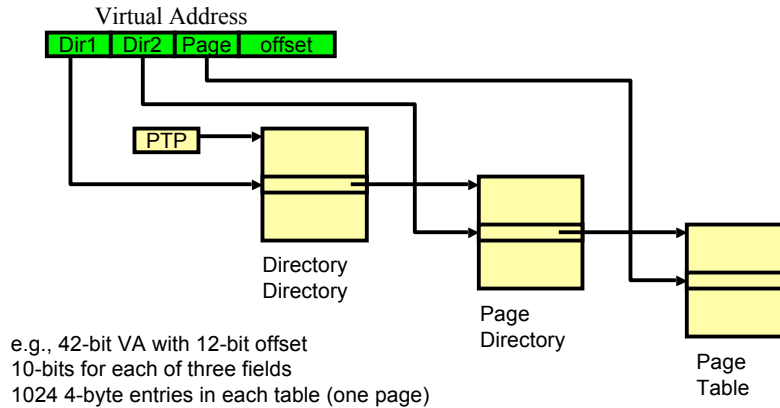 Virtual Address
Dir1 Dir2 Page offset
PTP
Directory
Directory
Page
Directory
Page
Table
e.g., 42-bit VA with 12-bit offset
10-bits for each of three fields
1024 4-byte entries in each table (one page)